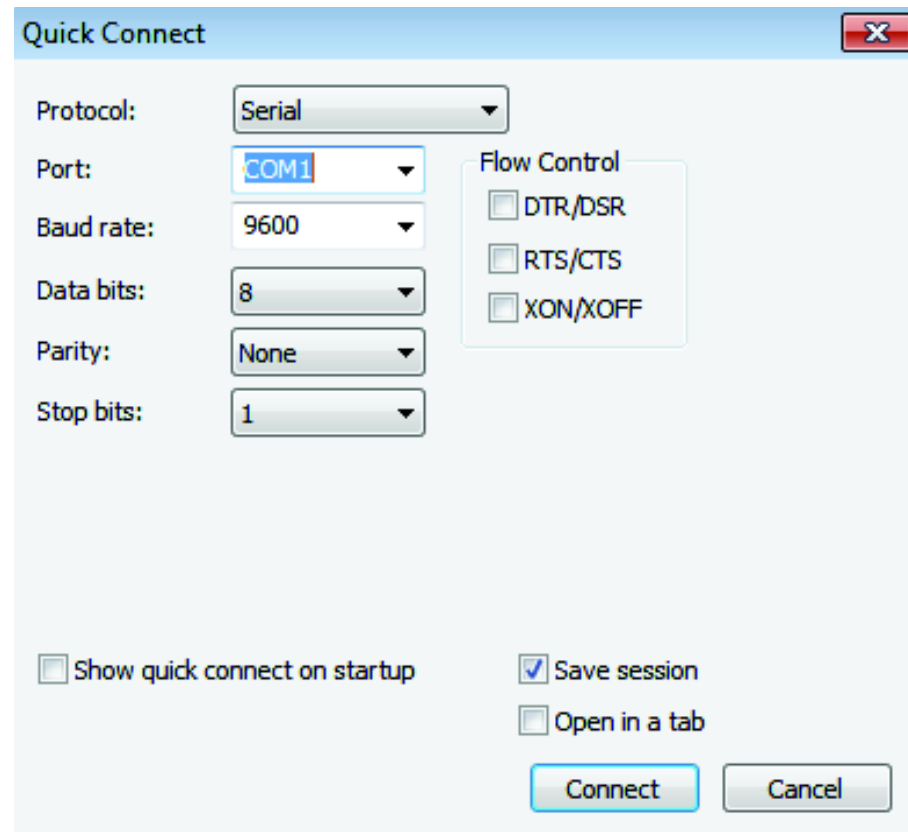 Quick Connect
Protocol: Serial
Port: COM1
Flow Control
DTR/DSR
Baud rate: 9600
RTS/CTS
Data bits: 8
XON/XOFF
Parity: None
Stop bits: 1
Show quick connect on startup
Save session
Open in a tab
Connect Cancel